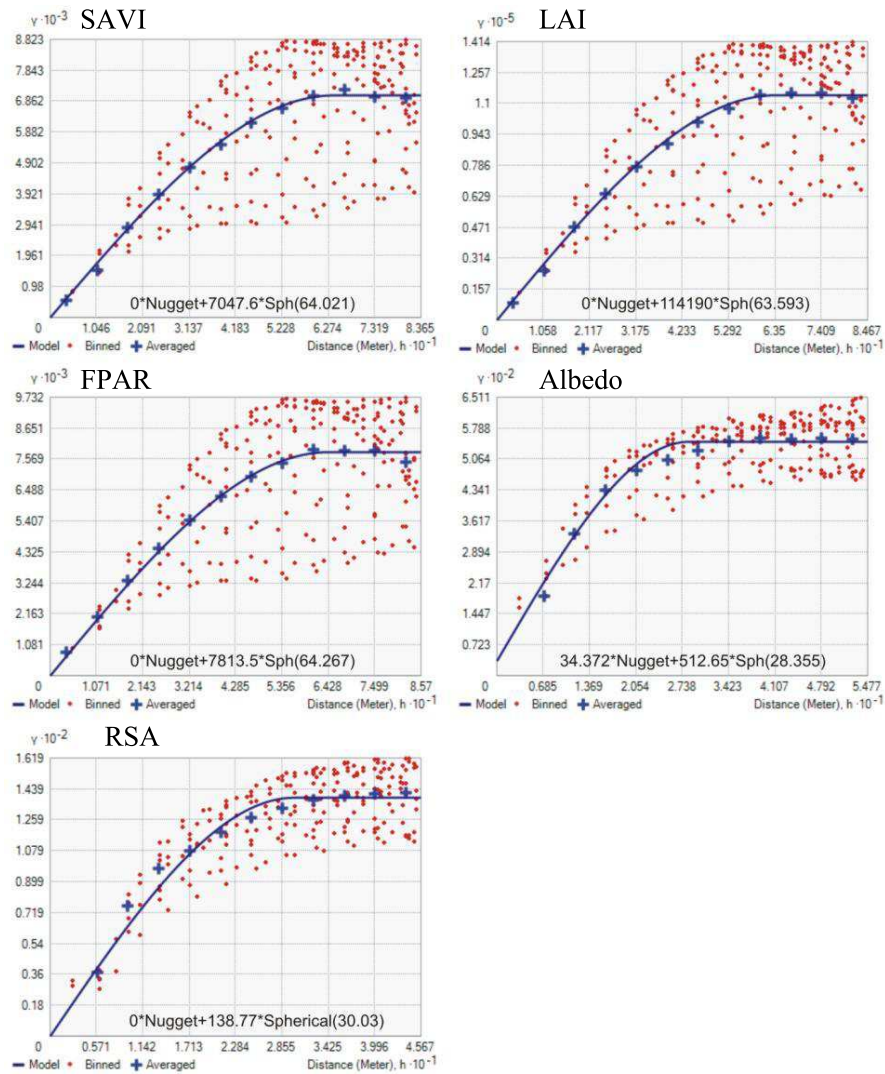 SAVI
γ·10⁻³
8.823
7.843
6.862
5.882
4.902
3.921
2.941
1.961
0.98
0*Nugget+7047.6*Sph(64.021)
0 1.046 2.091 3.137 4.183 5.228 6.274 7.319 8.365
Model Binned Averaged Distance (Meter), h·10⁻¹
LAI
γ·10⁻⁵
1.414
1.257
1.1
0.943
0.786
0.629
0.471
0.314
0.157
0*Nugget+114190*Sph(63.593)
0 1.058 2.117 3.175 4.233 5.292 6.35 7.409 8.467
Model Binned Averaged Distance (Meter), h·10⁻¹
FPAR
γ·10⁻³
9.732
8.651
7.569
6.488
5.407
4.325
3.244
2.163
1.081
0*Nugget+7813.5*Sph(64.267)
0 1.071 2.143 3.214 4.285 5.356 6.428 7.499 8.57
Model Binned Averaged Distance (Meter), h·10⁻¹
Albedo
γ·10⁻²
6.511
5.788
5.064
4.341
3.617
2.894
2.17
1.447
0.723
34.372*Nugget+512.65*Sph(28.355)
0 0.685 1.369 2.054 2.738 3.423 4.107 4.792 5.477
Model Binned Averaged Distance (Meter), h·10⁻¹
RSA
γ·10⁻²
1.619
1.439
1.259
1.079
0.899
0.719
0.54
0.36
0.18
0*Nugget+138.77*Spherical(30.03)
0 0.571 1.142 1.713 2.284 2.855 3.425 3.996 4.567
Model Binned Averaged Distance (Meter), h·10⁻¹